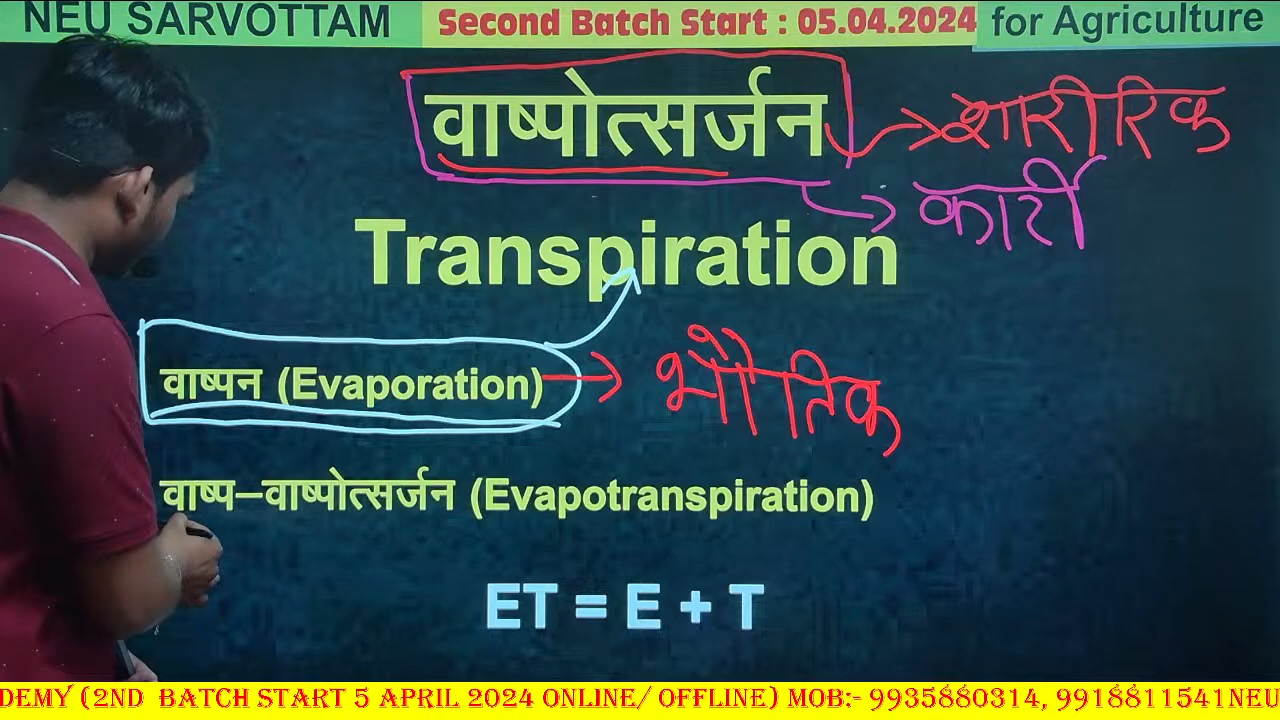 NEU SARVOTTAM Second Batch Start : 05.04.2024 for Agriculture
वाष्पोत्सर्जन शारीरिक
कार्टी
Transpiration
वाष्पन (Evaporation) भौतिक
वाष्प–वाष्पोत्सर्जन (Evapotranspiration)
ET = E + T
DEMY (2ND BATCH START 5 APRIL 2024 ONLINE/ OFFLINE) MOB:- 9935880314, 9918811541NEU